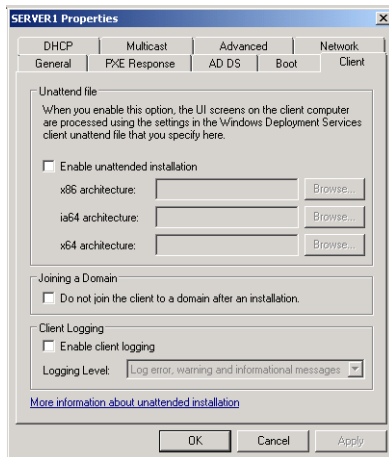 SERVER1 Properties
DHCP Multicast Advanced Network
General PXE Response AD DS Boot Client
Unattend file
When you enable this option, the UI screens on the client computer
are processed using the settings in the Windows Deployment Services
client unattend file that you specify here.
Enable unattended installation
x86 architecture: Browse...
ia64 architecture: Browse...
x64 architecture: Browse...
Joining a Domain
Do not join the client to a domain after an installation.
Client Logging
Enable client logging
Logging Level: Log error, warning and informational messages
More information about unattended installation
OK Cancel Apply